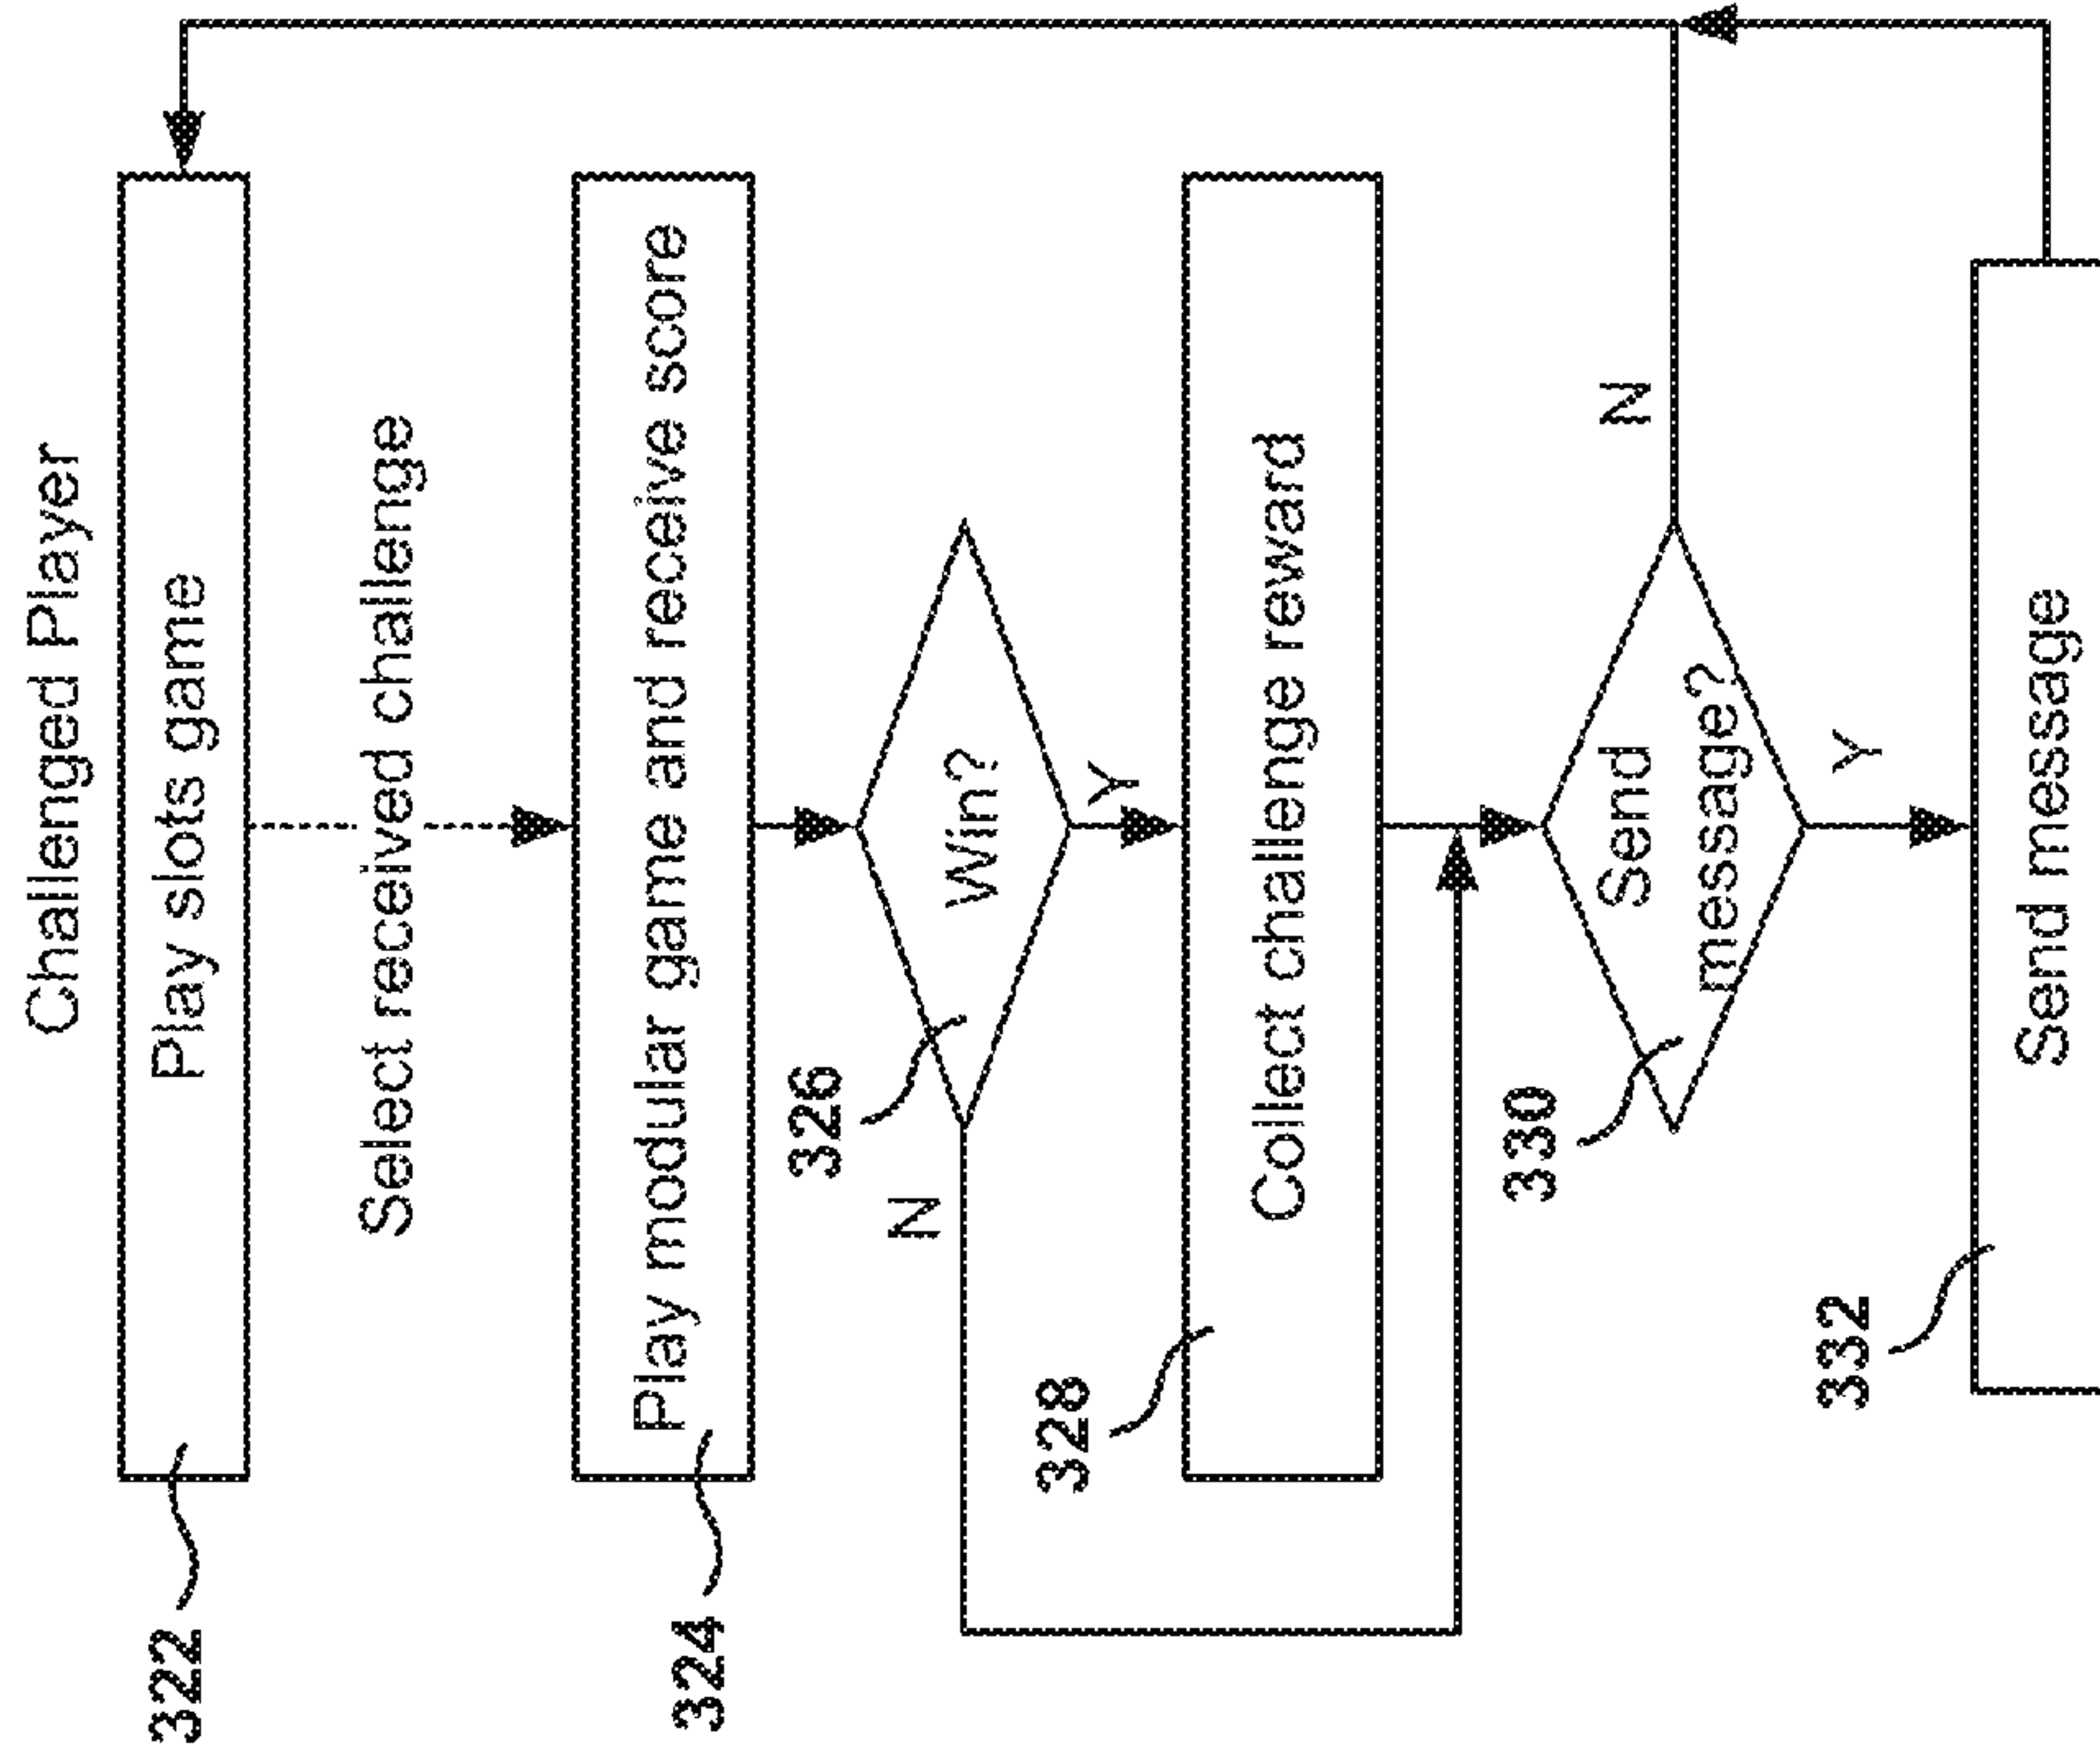 Challenged Player
322
Play slots game
Select received challenge
324
Play modular game and receive score
326
Win?
N
Y
328
Collect challenge reward
330
Send
message?
N
Y
332
Send message